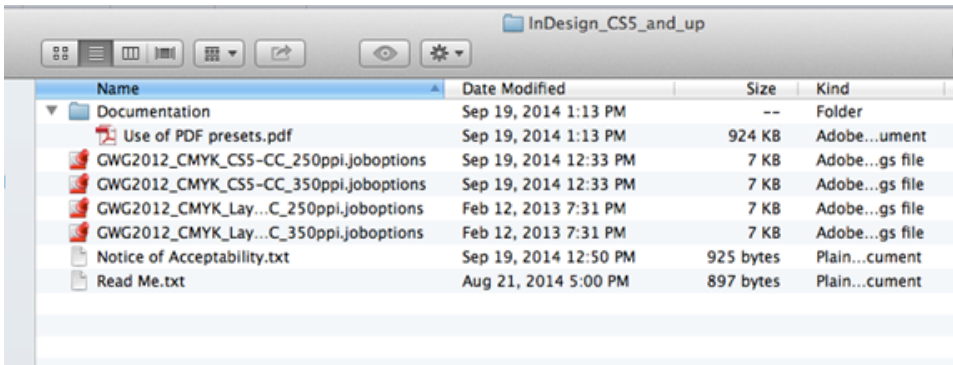 InDesign_CS5_and_up
Name Date Modified Size Kind
Documentation Sep 19, 2014 1:13 PM -- Folder
Use of PDF presets.pdf Sep 19, 2014 1:13 PM 924 KB Adobe...ument
GWG2012_CMYK_CS5-CC_250ppi.joboptions Sep 19, 2014 12:33 PM 7 KB Adobe...gs file
GWG2012_CMYK_CS5-CC_350ppi.joboptions Sep 19, 2014 12:33 PM 7 KB Adobe...gs file
GWG2012_CMYK_Lay...C_250ppi.joboptions Feb 12, 2013 7:31 PM 7 KB Adobe...gs file
GWG2012_CMYK_Lay...C_350ppi.joboptions Feb 12, 2013 7:31 PM 7 KB Adobe...gs file
Notice of Acceptability.txt Sep 19, 2014 12:50 PM 925 bytes Plain...cument
Read Me.txt Aug 21, 2014 5:00 PM 897 bytes Plain...cument